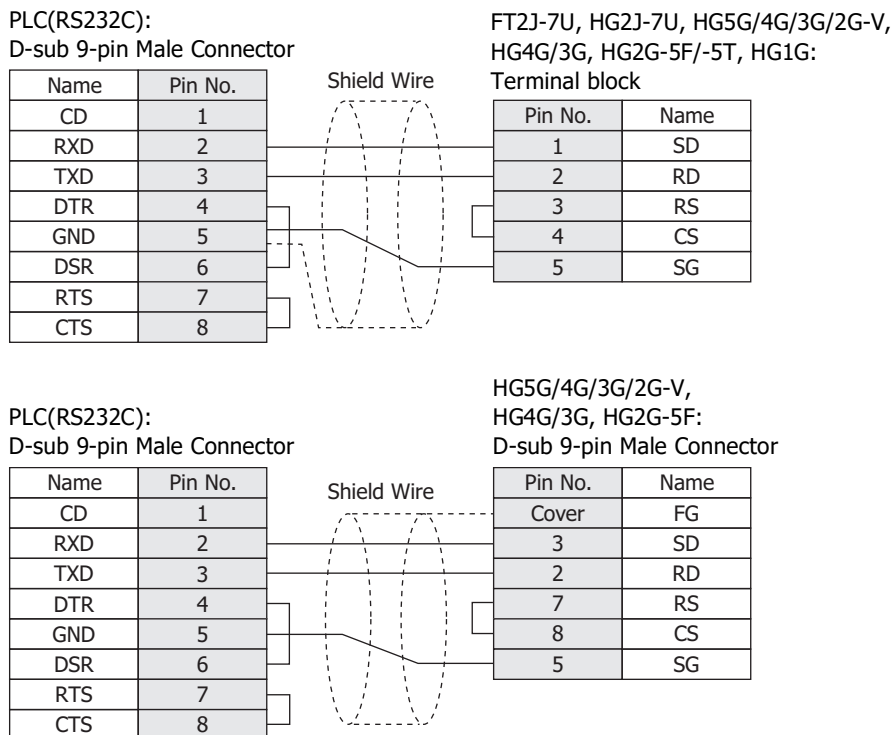 PLC(RS232C):
D-sub 9-pin Male Connector
FT2J-7U, HG2J-7U, HG5G/4G/3G/2G-V,
HG4G/3G, HG2G-5F/-5T, HG1G:
Terminal block
Shield Wire
Name Pin No.
CD 1
RXD 2
TXD 3
DTR 4
GND 5
DSR 6
RTS 7
CTS 8
Pin No. Name
1 SD
2 RD
3 RS
4 CS
5 SG
PLC(RS232C):
D-sub 9-pin Male Connector
HG5G/4G/3G/2G-V,
HG4G/3G, HG2G-5F:
D-sub 9-pin Male Connector
Shield Wire
Name Pin No.
CD 1
RXD 2
TXD 3
DTR 4
GND 5
DSR 6
RTS 7
CTS 8
Pin No. Name
Cover FG
3 SD
2 RD
7 RS
8 CS
5 SG